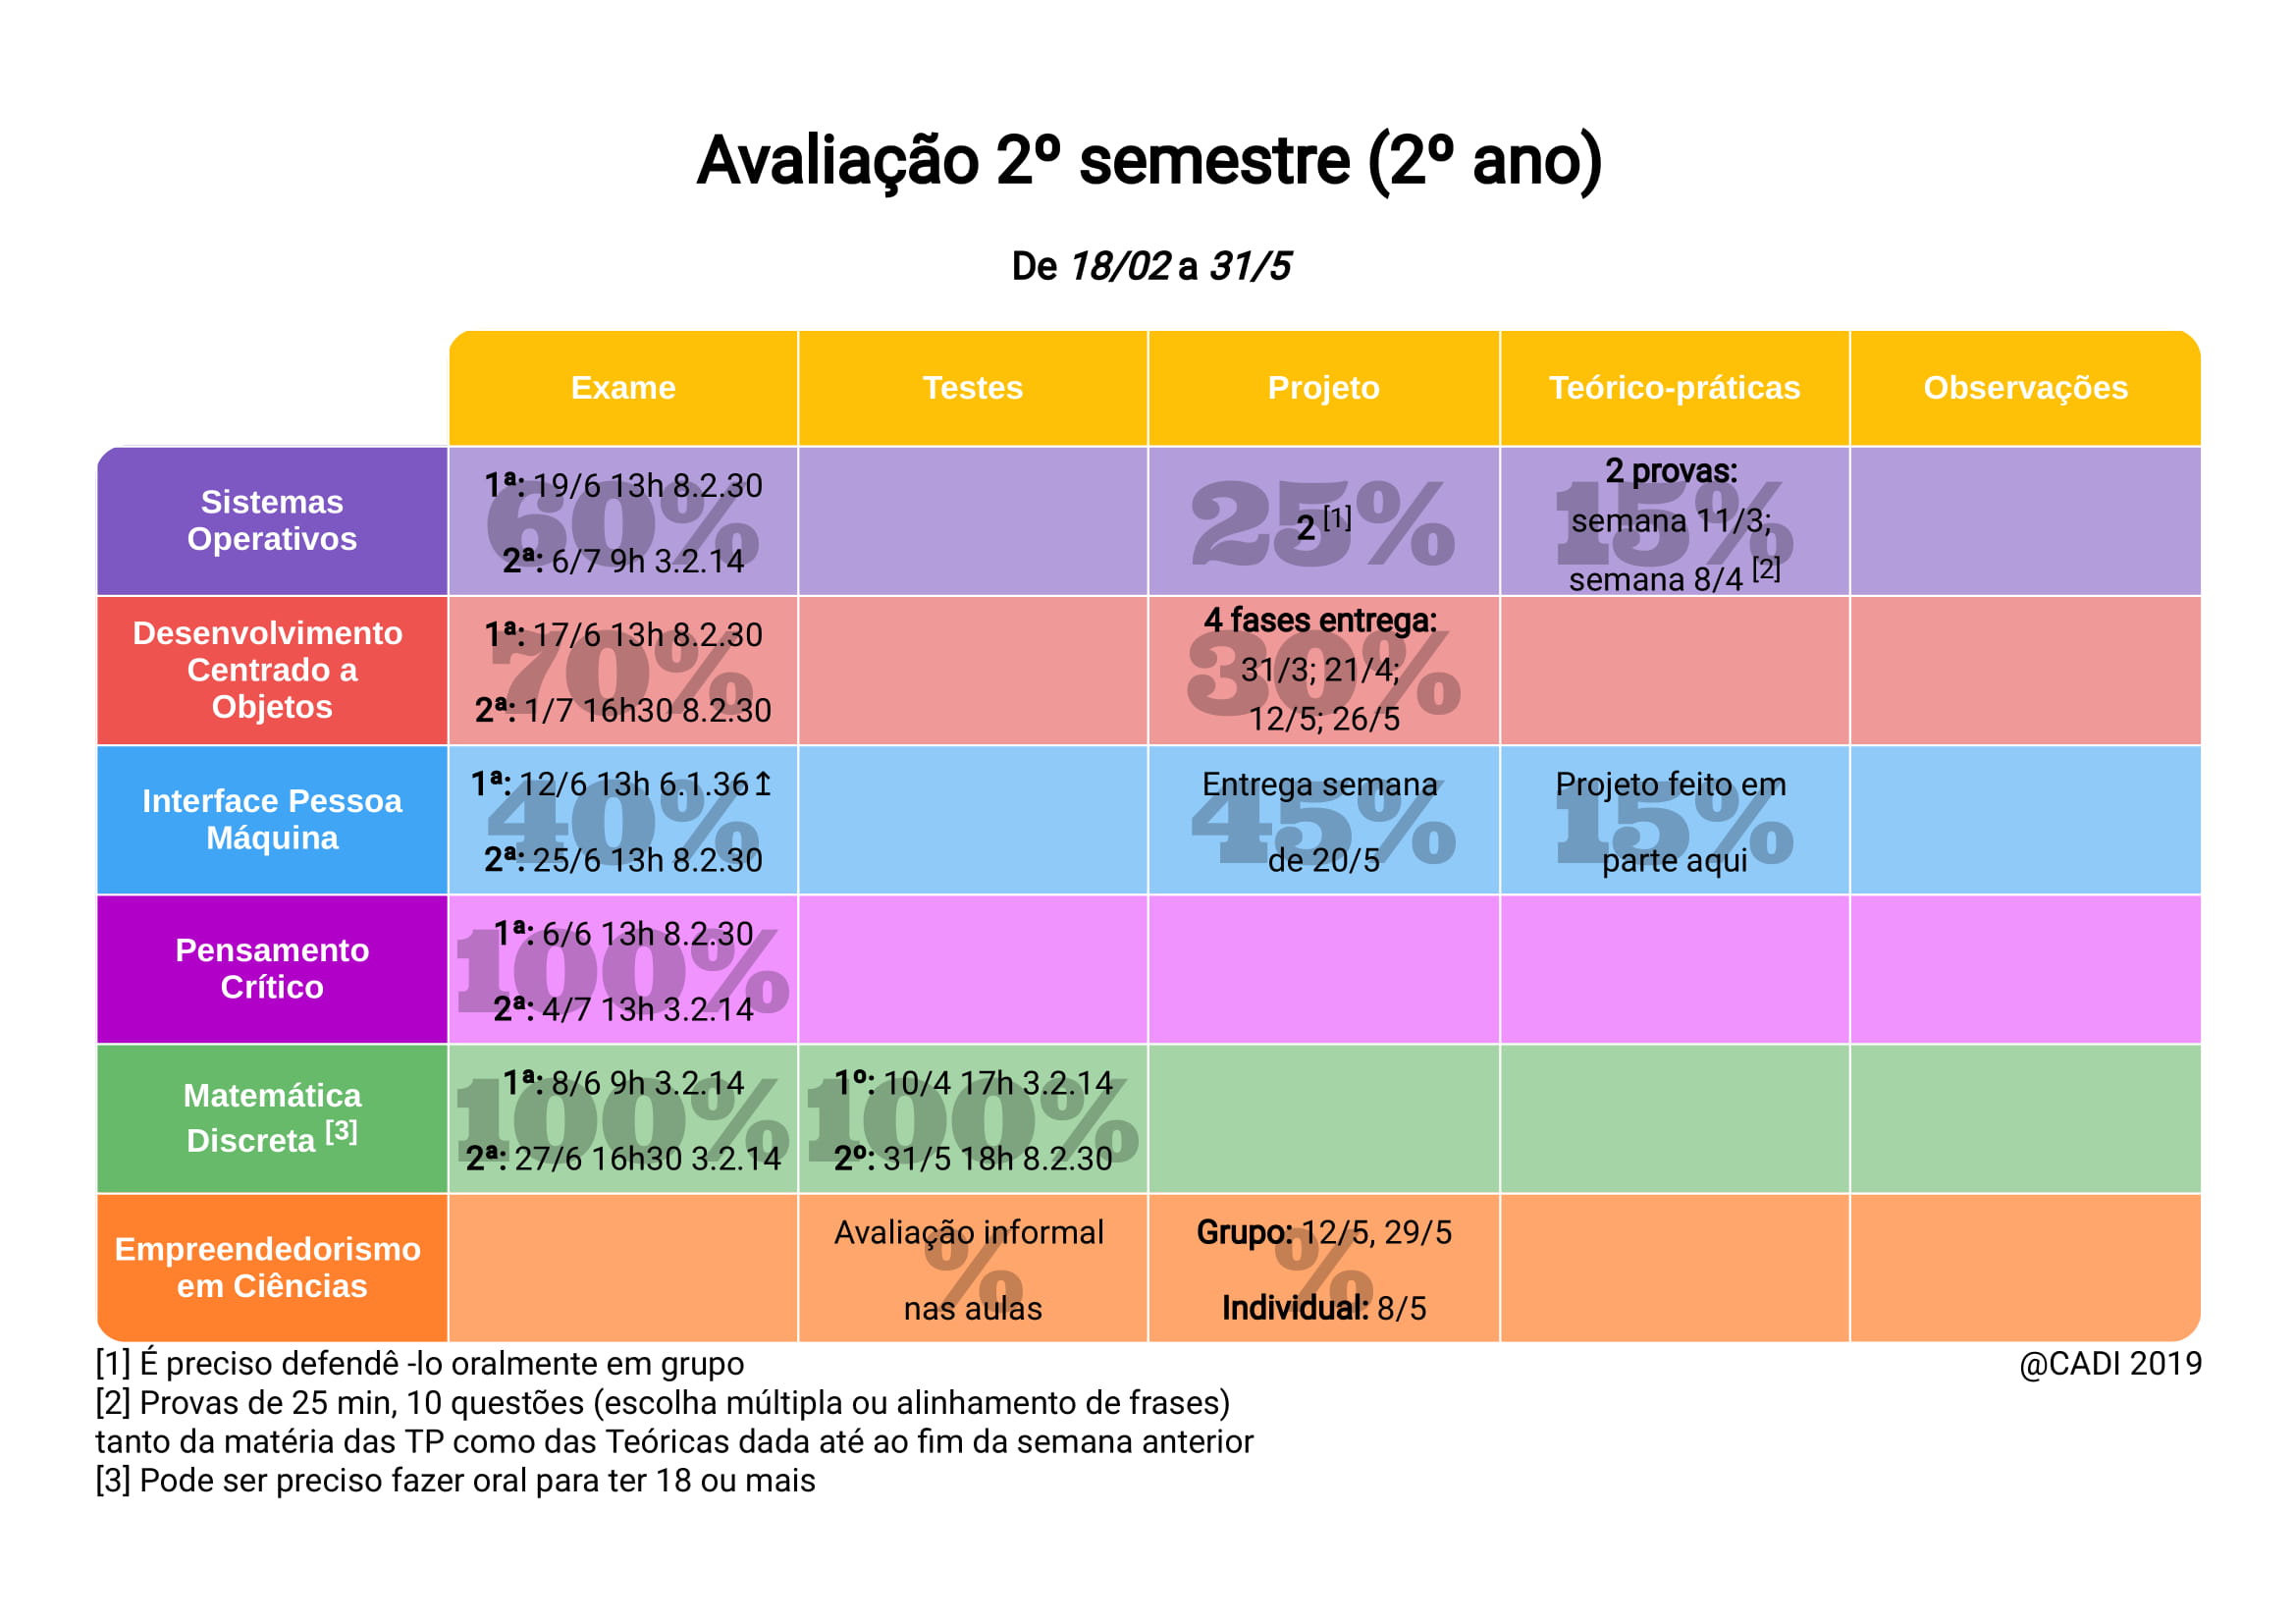 Avaliação 2º semestre (2º ano)
De 18/02 a 31/5
Exame
Testes
Projeto
Teórico-práticas
Observações
Sistemas
Operativos
60%
1ª: 19/6 13h 8.2.30
2ª: 6/7 9h 3.2.14
25%
2 [1]
15%
2 provas:
semana 11/3;
semana 8/4 [2]
Desenvolvimento
Centrado a
Objetos
70%
1ª: 17/6 13h 8.2.30
2ª: 1/7 16h30 8.2.30
30%
4 fases entrega:
31/3; 21/4;
12/5; 26/5
Interface Pessoa
Máquina
40%
1ª: 12/6 13h 6.1.36↥
2ª: 25/6 13h 8.2.30
45%
Entrega semana
de 20/5
15%
Projeto feito em
parte aqui
Pensamento
Crítico
100%
1ª: 6/6 13h 8.2.30
2ª: 4/7 13h 3.2.14
Matemática
Discreta [3]
100%
1ª: 8/6 9h 3.2.14
2ª: 27/6 16h30 3.2.14
100%
1º: 10/4 17h 3.2.14
2º: 31/5 18h 8.2.30
Empreendedorismo
em Ciências
%
Avaliação informal
nas aulas
%
Grupo: 12/5, 29/5
Individual: 8/5
[1] É preciso defendê -lo oralmente em grupo
@CADI 2019
[2] Provas de 25 min, 10 questões (escolha múltipla ou alinhamento de frases)
tanto da matéria das TP como das Teóricas dada até ao fim da semana anterior
[3] Pode ser preciso fazer oral para ter 18 ou mais